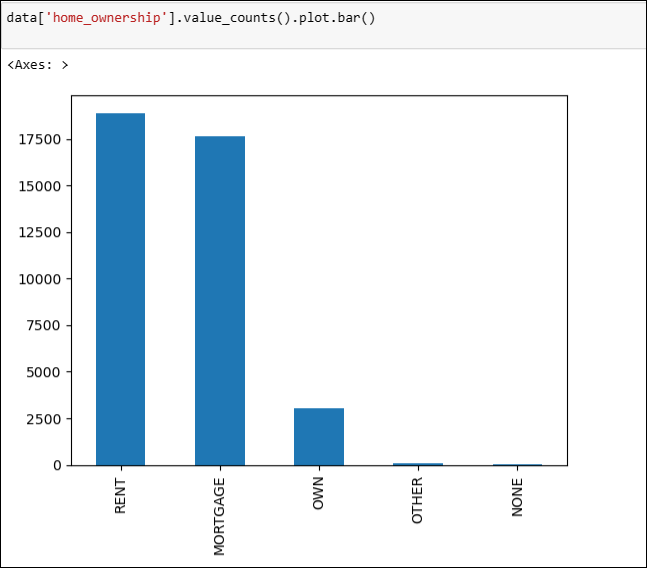 data['home_ownership'].value_counts().plot.bar()
<Axes: >
17500
15000
12500
10000
7500
5000
2500
0
RENT
MORTGAGE
OWN
OTHER
NONE